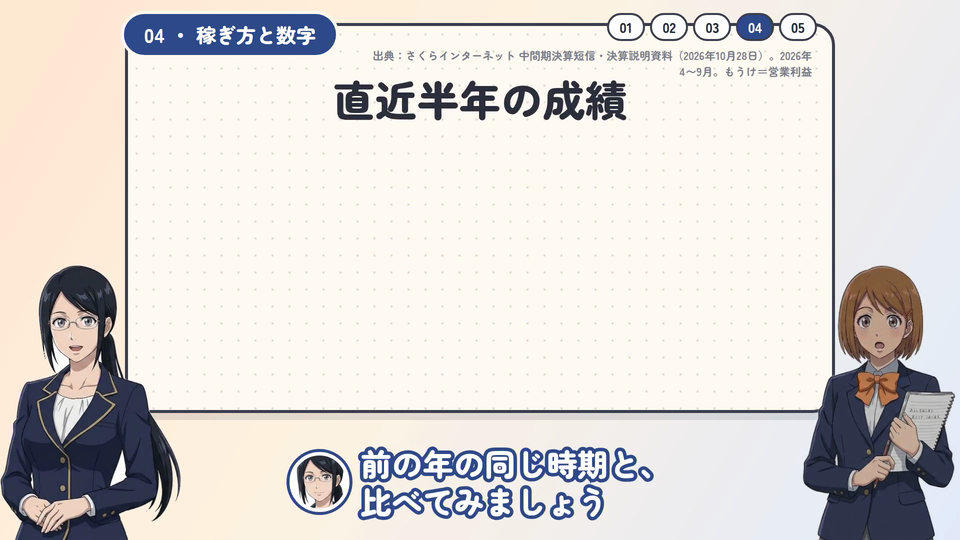 04 ・ 稼ぎ方と数字
01 02 03 04 05
出典：さくらインターネット 中間期決算短信・決算説明資料（2026年10月28日）。2026年
4〜9月。もうけ＝営業利益
直近半年の成績
前の年の同じ時期と、
比べてみましょう